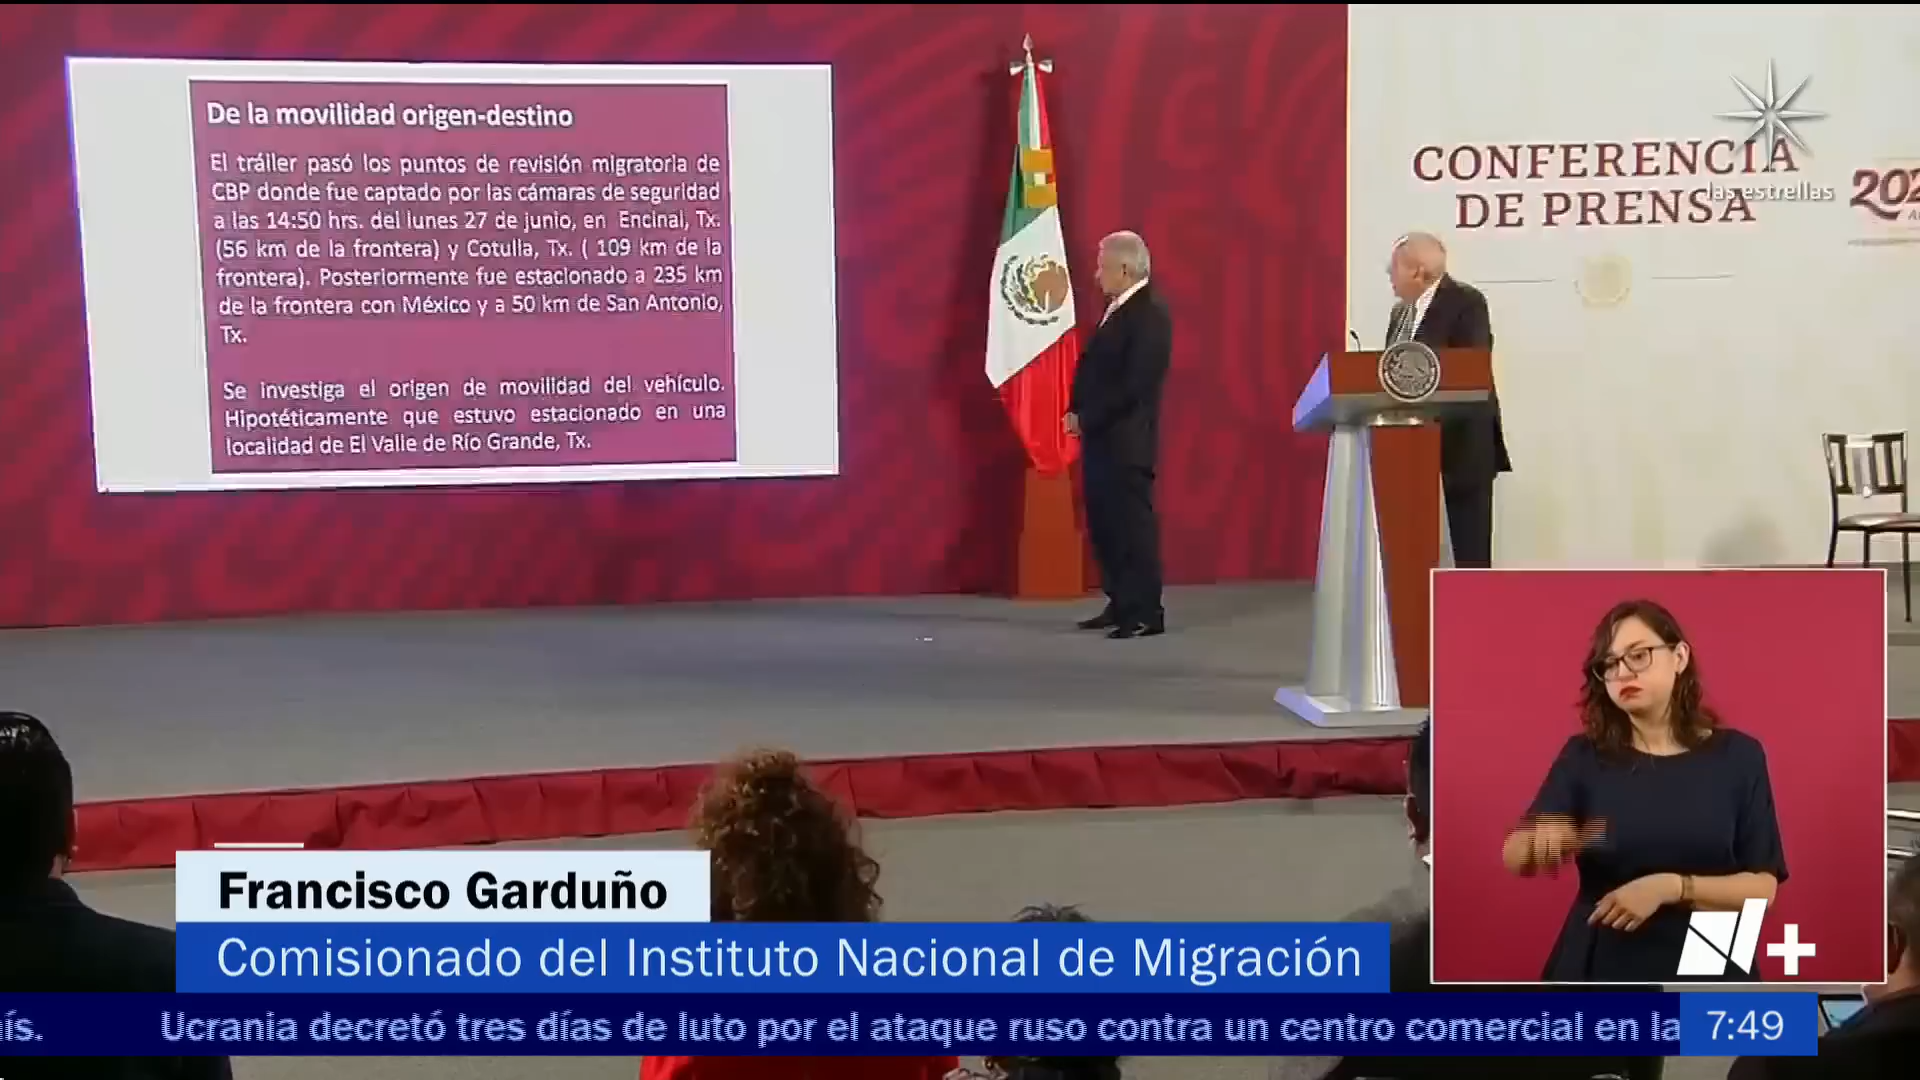 De la movilidad origen-destino
El tráiler pasó los puntos de revisión migratoria de
CBP donde fue captado por las cámaras de seguridad
a las 14:50 hrs. del lunes 27 de junio, en Encinal, Tx.
(56 km de la frontera) y Cotulla, Tx. ( 109 km de la
frontera). Posteriormente fue estacionado a 235 km
de la frontera con México y a 50 km de San Antonio,
Tx.
Se investiga el origen de movilidad del vehículo.
Hipotéticamente que estuvo estacionado en una
localidad de El Valle de Río Grande, Tx.
CONFERENCIA
DE PRENSA
las estrellas
202
Francisco Garduño
Comisionado del Instituto Nacional de Migración
N+
ís. Ucrania decretó tres días de luto por el ataque ruso contra un centro comercial en la
7:49